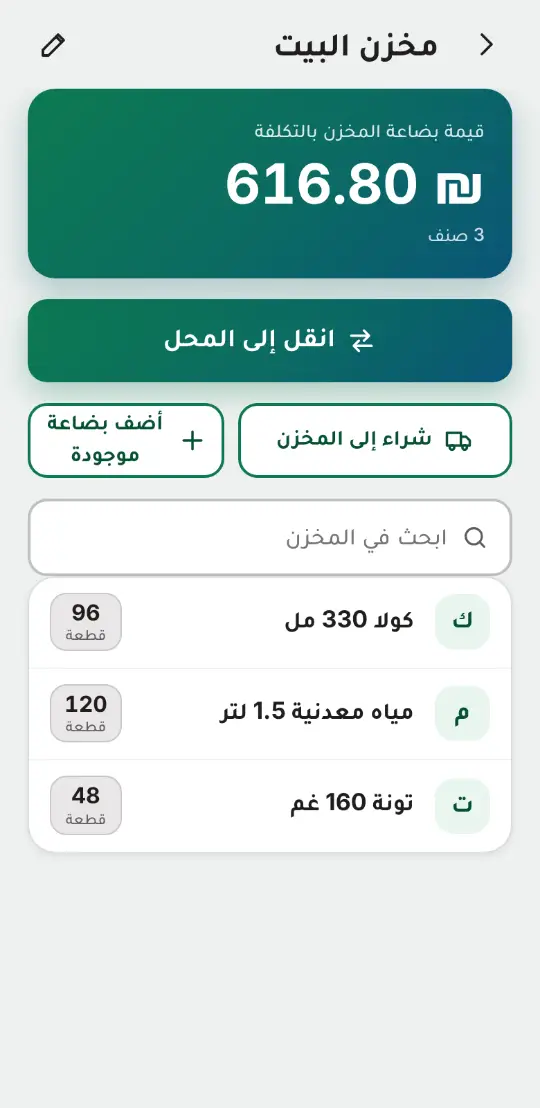 مخزن البيت
قيمة بضاعة المخزن بالتكلفة
₪ 616.80
3 صنف
انقل إلى المحل
شراء إلى المخزن
أضف بضاعة
موجودة
ابحث في المخزن
ك
كولا 330 مل
96
قطعة
م
مياه معدنية 1.5 لتر
120
قطعة
ت
تونة 160 غم
48
قطعة